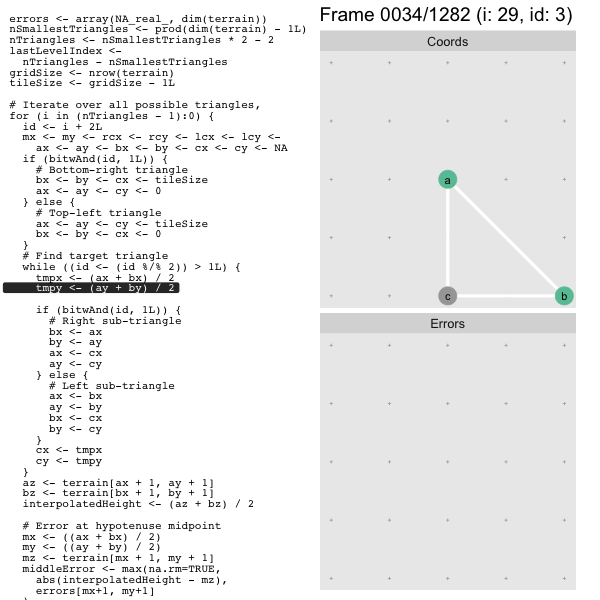 errors <- array(NA_real_, dim(terrain))
nSmallestTriangles <- prod(dim(terrain) - 1L)
nTriangles <- nSmallestTriangles * 2 - 2
lastLevelIndex <-
  nTriangles - nSmallestTriangles
gridSize <- nrow(terrain)
tileSize <- gridSize - 1L

# Iterate over all possible triangles,
for (i in (nTriangles - 1):0) {
  id <- i + 2L
  mx <- my <- rcx <- rcy <- lcx <- lcy <-
    ax <- ay <- bx <- by <- cx <- cy <- NA
  if (bitwAnd(id, 1L)) {
    # Bottom-right triangle
    bx <- by <- cx <- tileSize
    ax <- ay <- cy <- 0
  } else {
    # Top-left triangle
    ax <- ay <- cy <- tileSize
    bx <- by <- cx <- 0
  }
  # Find target triangle
  while ((id <- (id %/% 2)) > 1L) {
    tmpx <- (ax + bx) / 2
    tmpy <- (ay + by) / 2

    if (bitwAnd(id, 1L)) {
      # Right sub-triangle
      bx <- ax
      by <- ay
      ax <- cx
      ay <- cy
    } else {
      # Left sub-triangle
      ax <- bx
      ay <- by
      bx <- cx
      by <- cy
    }
    cx <- tmpx
    cy <- tmpy
  }
  az <- terrain[ax + 1, ay + 1]
  bz <- terrain[bx + 1, by + 1]
  interpolatedHeight <- (az + bz) / 2

  # Error at hypotenuse midpoint
  mx <- ((ax + bx) / 2)
  my <- ((ay + by) / 2)
  mz <- terrain[mx + 1, my + 1]
  middleError <- max(na.rm=TRUE,
    abs(interpolatedHeight - mz),
    errors[mx+1, my+1]
Frame 0034/1282 (i: 29, id: 3)
Coords
a
c
b
Errors